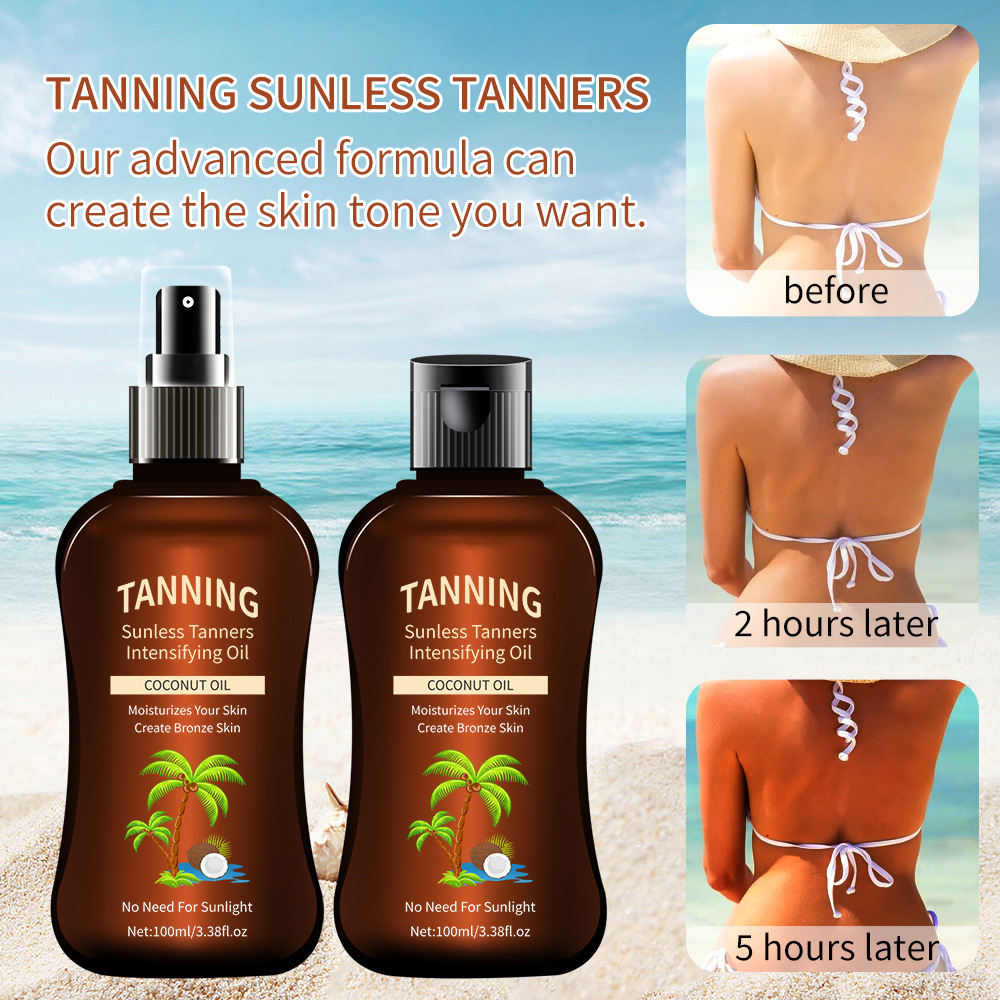 TANNING SUNLESS TANNERS
Our advanced formula can
create the skin tone you want.
before
2 hours later
5 hours later
TANNING
Sunless Tanners
Intensifying Oil
COCONUT OIL
Moisturizes Your Skin
Create Bronze Skin
No Need For Sunlight
Net:100ml/3.38fl.oz
TANNING
Sunless Tanners
Intensifying Oil
COCONUT OIL
Moisturizes Your Skin
Create Bronze Skin
No Need For Sunlight
Net:100ml/3.38fl.oz